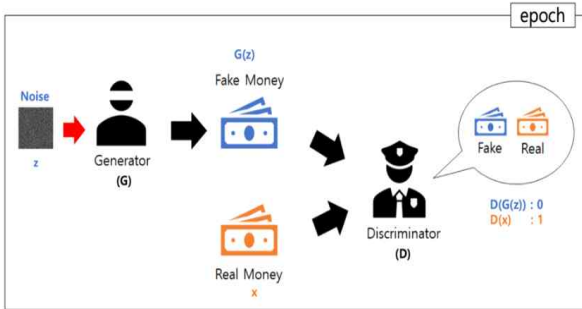 epoch
G(z)
Fake Money
Noise
z
Generator
(G)
Fake Real
D(G(z)) : 0
D(x) : 1
Discriminator
(D)
Real Money
x